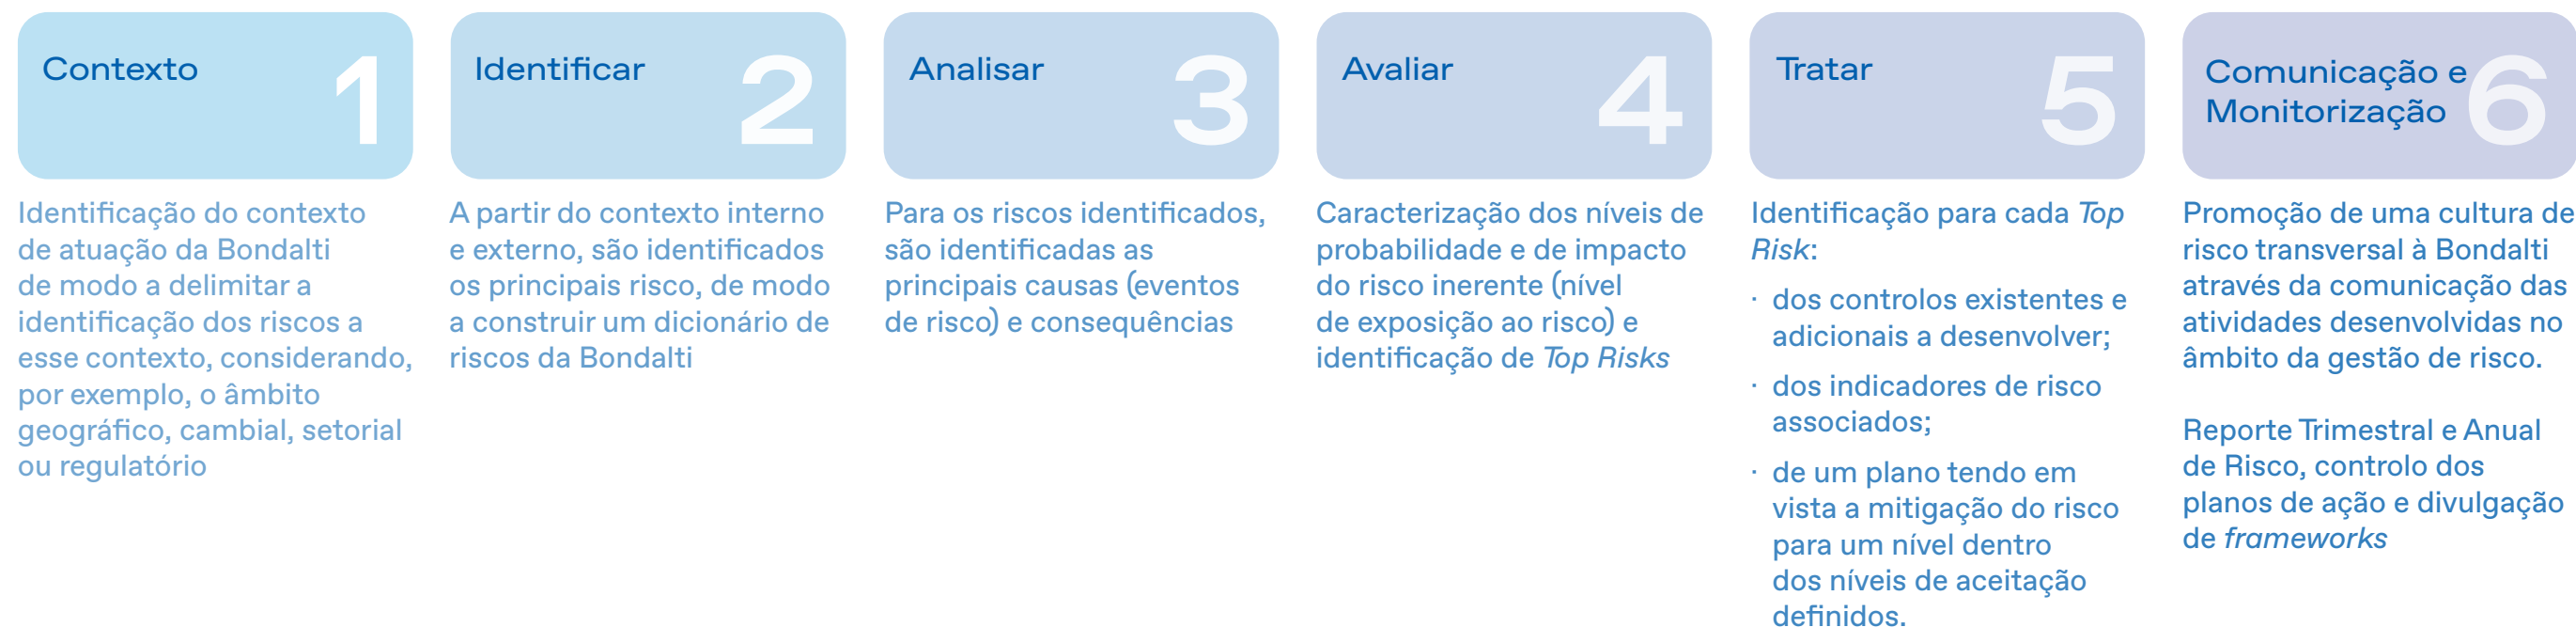 Contexto
1
Identificação do contexto
de atuação da Bondalti
de modo a delimitar a
identificação dos riscos a
esse contexto, considerando,
por exemplo, o âmbito
geográfico, cambial, setorial
ou regulatório
Identificar
2
A partir do contexto interno
e externo, são identificados
os principais risco, de modo
a construir um dicionário de
riscos da Bondalti
Analisar
3
Para os riscos identificados,
são identificadas as
principais causas (eventos
de risco) e consequências
Avaliar
4
Caracterização dos níveis de
probabilidade e de impacto
do risco inerente (nível
de exposição ao risco) e
identificação de Top Risks
Tratar
5
Identificação para cada Top
Risk:
· dos controlos existentes e
adicionais a desenvolver;
· dos indicadores de risco
associados;
· de um plano tendo em
vista a mitigação do risco
para um nível dentro
dos níveis de aceitação
definidos.
Comunicação e
Monitorização
6
Promoção de uma cultura de
risco transversal à Bondalti
através da comunicação das
atividades desenvolvidas no
âmbito da gestão de risco.
Reporte Trimestral e Anual
de Risco, controlo dos
planos de ação e divulgação
de frameworks